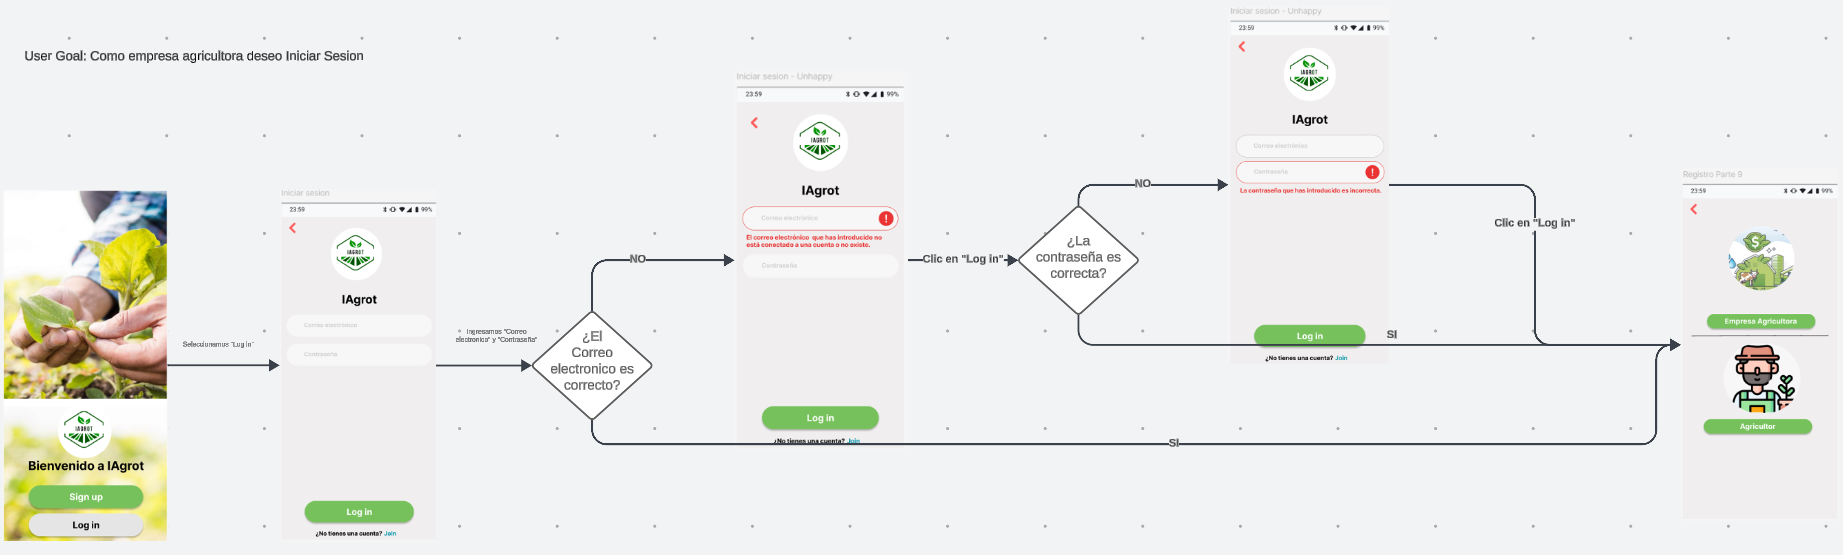 User Goal: Como empresa agricultora deseo Iniciar Sesion
IAGROT
Bienvenido a IAgrot
Sign up
Log in
Seleccionamos "Log in"
Iniciar sesion
23:59
99%
IAGROT
IAgrot
Correo electrónico
Contraseña
Log in
¿No tienes una cuenta? Join
Ingresamos "Correo
electronico" y "Contraseña"
¿El
Correo
electronico es
correcto?
NO
SI
Iniciar sesion - Unhappy
23:59
99%
IAGROT
IAgrot
Correo electrónico
El correo electrónico que has introducido no
está conectado a una cuenta o no existe.
Contraseña
Log in
¿No tienes una cuenta? Join
Clic en "Log in"
¿La
contraseña es
correcta?
NO
SI
Iniciar sesion - Unhappy
23:59
99%
IAGROT
IAgrot
Correo electrónico
Contraseña
La contraseña que has introducido es incorrecta.
Log in
¿No tienes una cuenta? Join
Clic en "Log in"
Registro Parte 9
23:59
99%
Empresa Agricultora
Agricultor